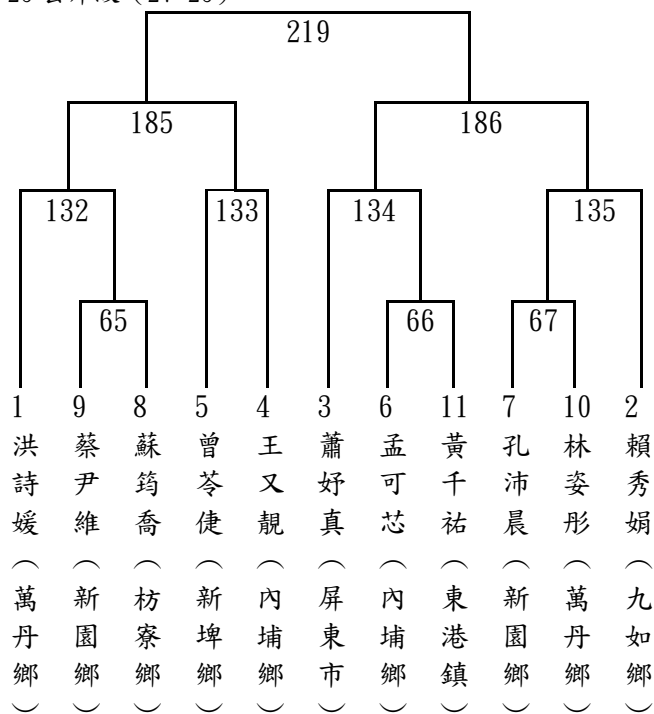 219
185 186
132 133 134 135
65 66 67
1 9 8 5 4 3 6 11 7 10 2
洪詩媛（萬丹鄉）
蔡尹維（新園鄉）
蘇筠喬（枋寮鄉）
曾苓倢（新埤鄉）
王又靚（內埔鄉）
蕭妤真（屏東市）
孟可芯（內埔鄉）
黃千祐（東港鎮）
孔沛晨（新園鄉）
林姿彤（萬丹鄉）
賴秀娟（九如鄉）